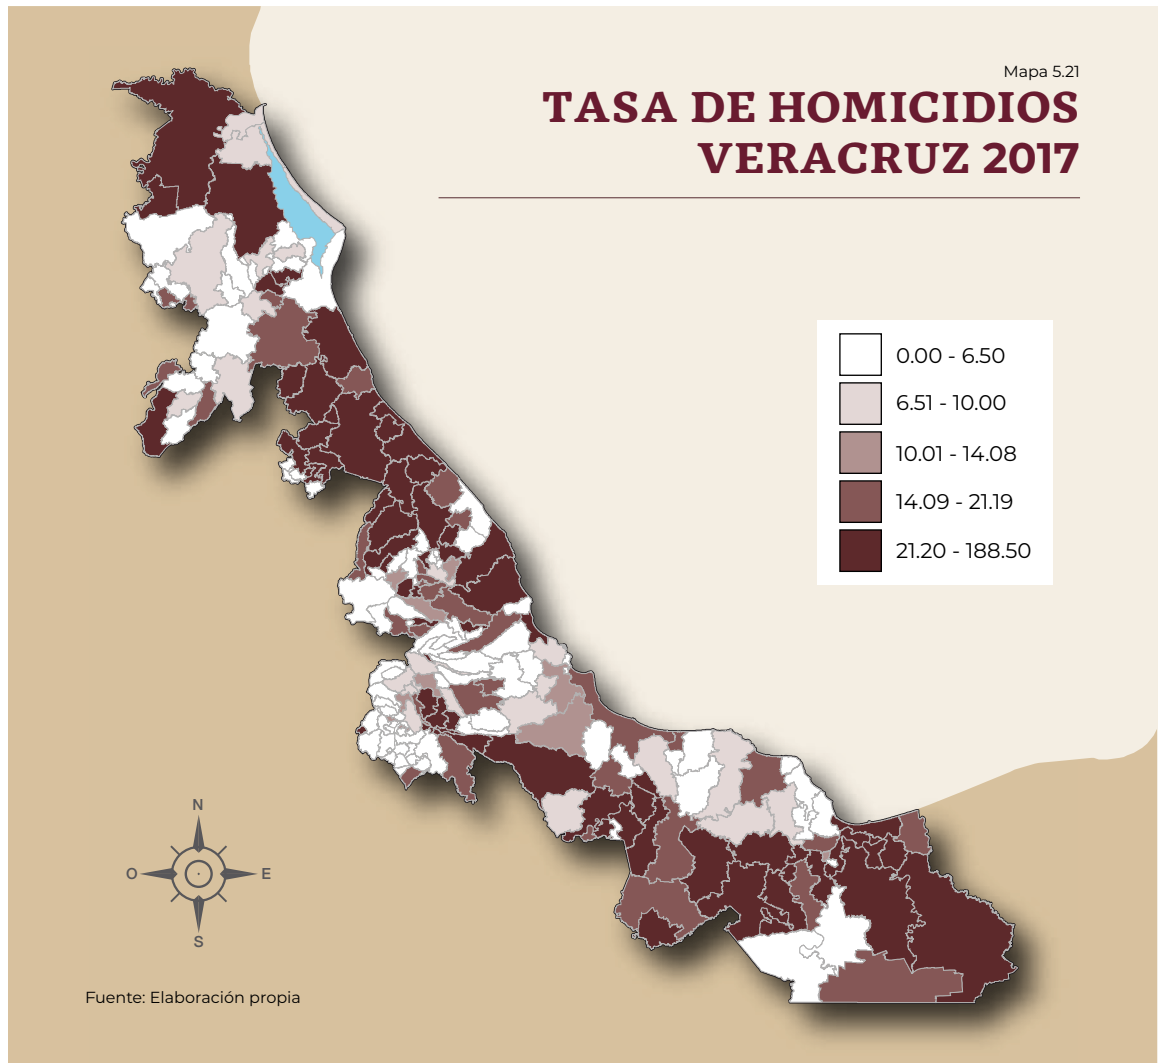 Mapa 5.21
TASA DE HOMICIDIOS
VERACRUZ 2017
0.00 - 6.50
6.51 - 10.00
10.01 - 14.08
14.09 - 21.19
21.20 - 188.50
N
O
E
S
Fuente: Elaboración propia